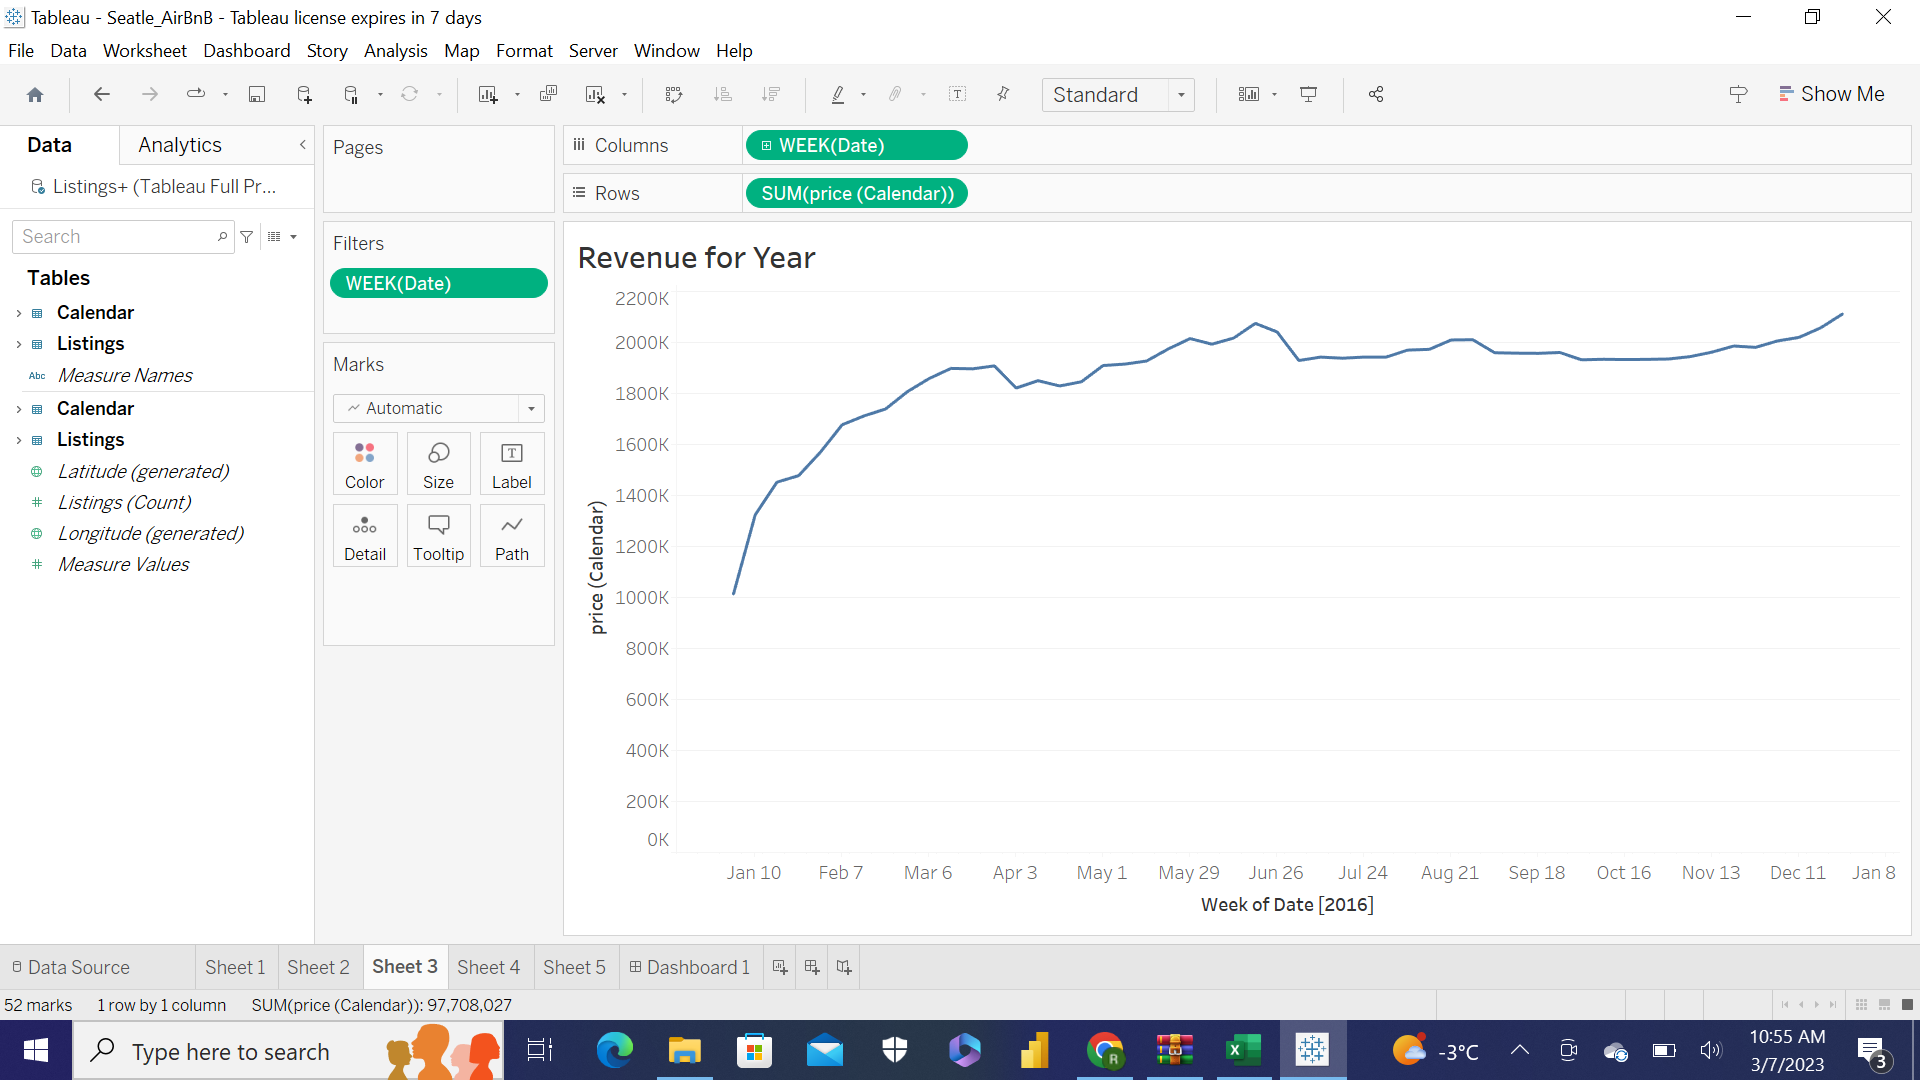 Tableau - Seatle_AirBnB - Tableau license expires in 7 days
File Data Worksheet Dashboard Story Analysis Map Format Server Window Help
Standard
Show Me
Data Analytics
Listings+ (Tableau Full Pr...
Search
Tables
Calendar
Listings
Abc Measure Names
Calendar
Listings
Latitude (generated)
# Listings (Count)
Longitude (generated)
# Measure Values
Pages
Filters
WEEK(Date)
Marks
Automatic
Color Size Label
Detail Tooltip Path
Columns WEEK(Date)
Rows SUM(price (Calendar))
Revenue for Year
2200K
2000K
1800K
1600K
1400K
1200K
1000K
800K
600K
400K
200K
0K
price (Calendar)
Jan 10 Feb 7 Mar 6 Apr 3 May 1 May 29 Jun 26 Jul 24 Aug 21 Sep 18 Oct 16 Nov 13 Dec 11 Jan 8
Week of Date [2016]
Data Source Sheet 1 Sheet 2 Sheet 3 Sheet 4 Sheet 5 Dashboard 1
52 marks 1 row by 1 column SUM(price (Calendar)): 97,708,027
Type here to search
-3°C
10:55 AM
3/7/2023
3